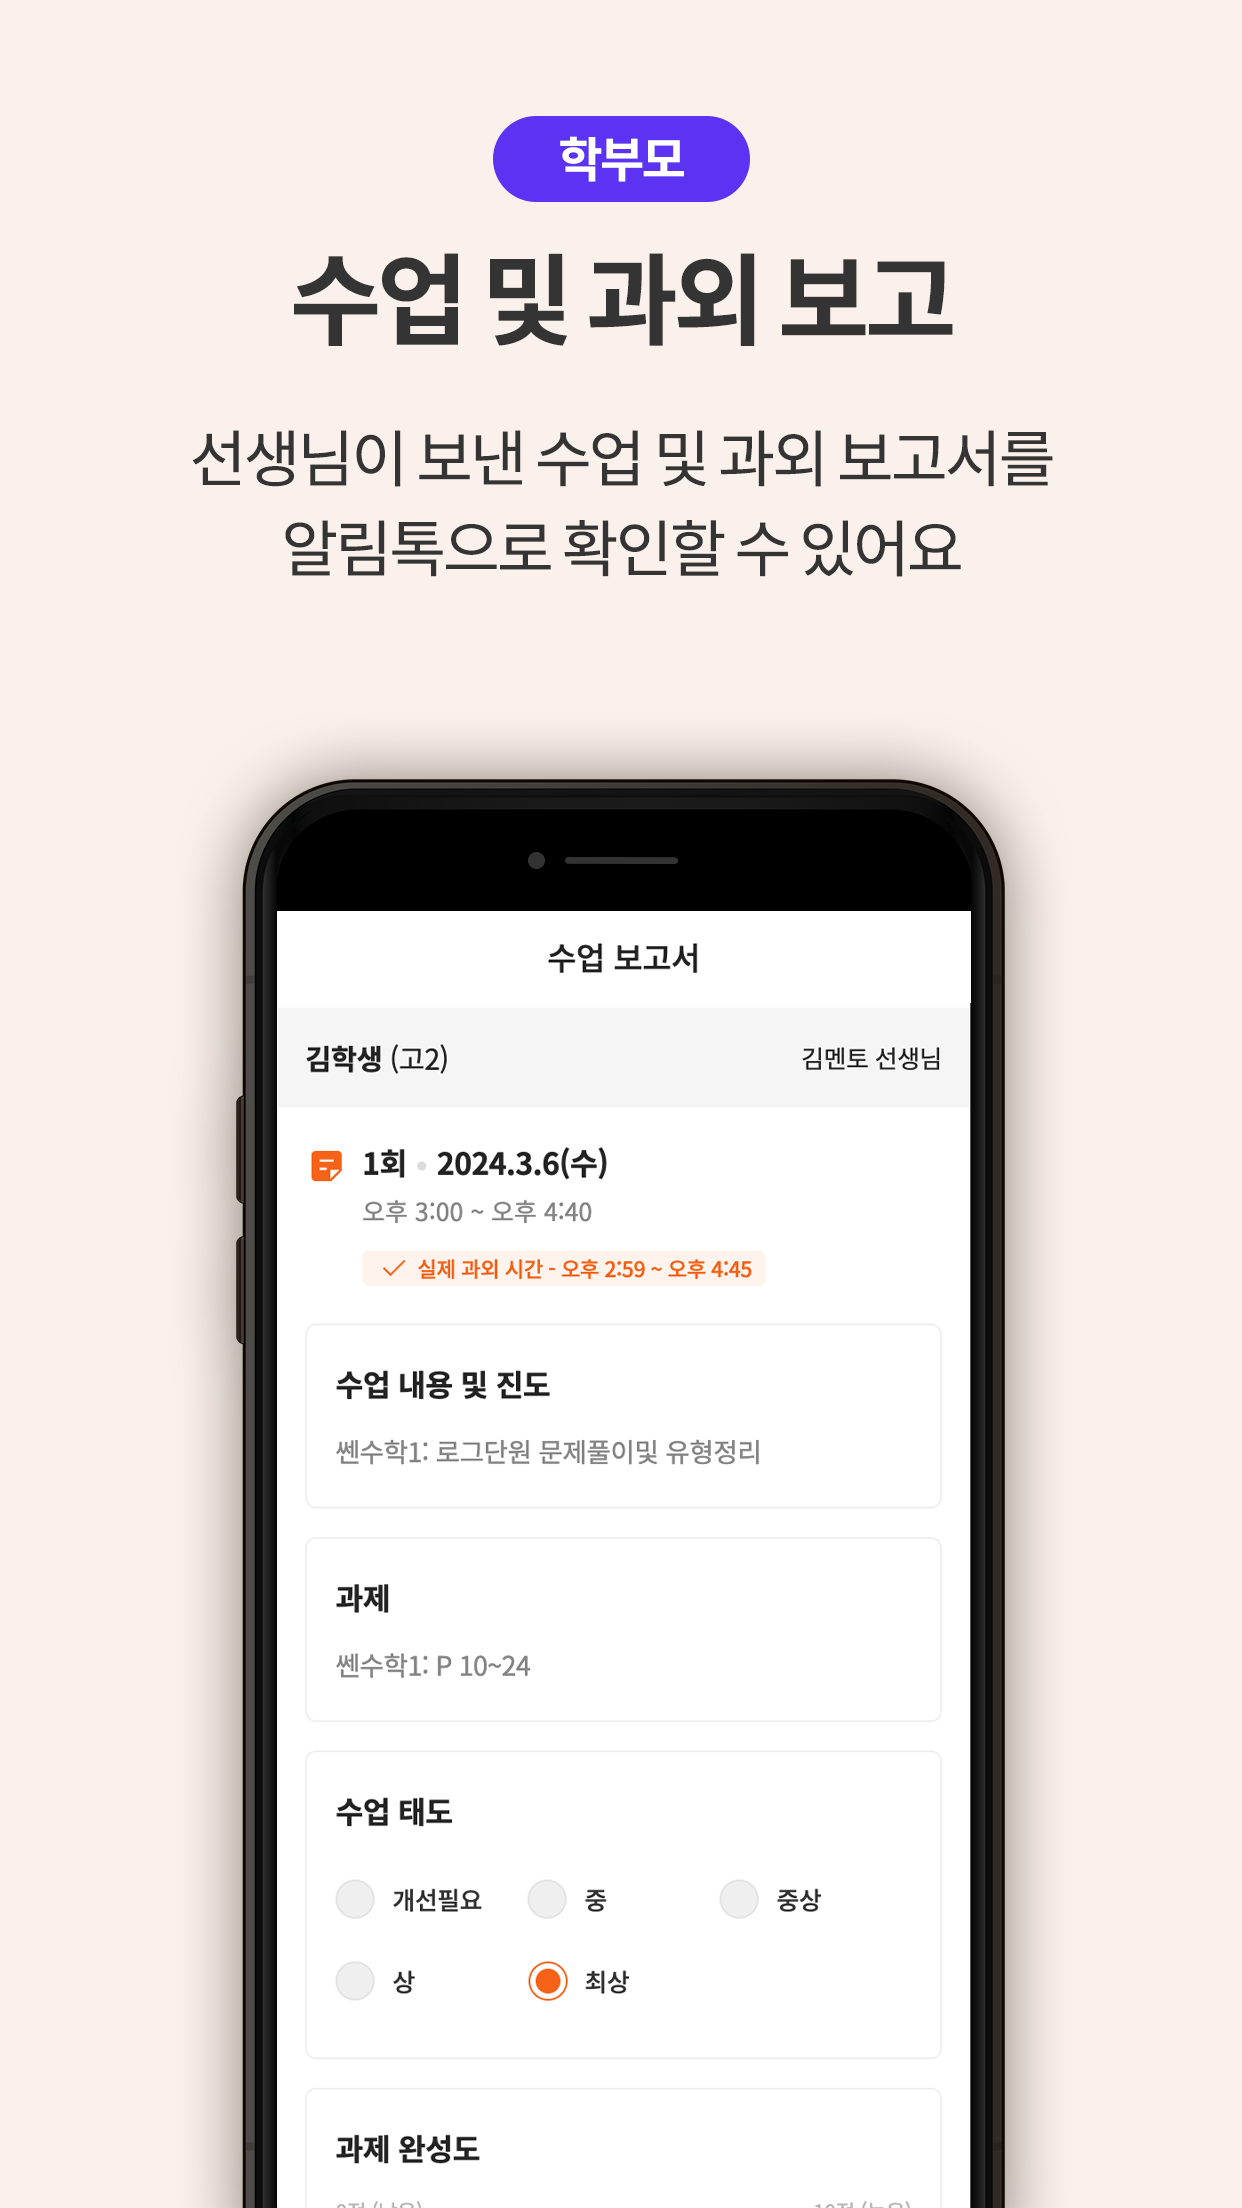 학부모
수업 및 과외 보고
선생님이 보낸 수업 및 과외 보고서를
알림톡으로 확인할 수 있어요
수업 보고서
김학생 (고2) 김멘토 선생님
1회 • 2024.3.6(수)
오후 3:00 ~ 오후 4:40
실제 과외 시간 - 오후 2:59 ~ 오후 4:45
수업 내용 및 진도
쎈수학1: 로그단원 문제풀이및 유형정리
과제
쎈수학1: P 10~24
수업 태도
개선필요 중 중상
상 최상
과제 완성도